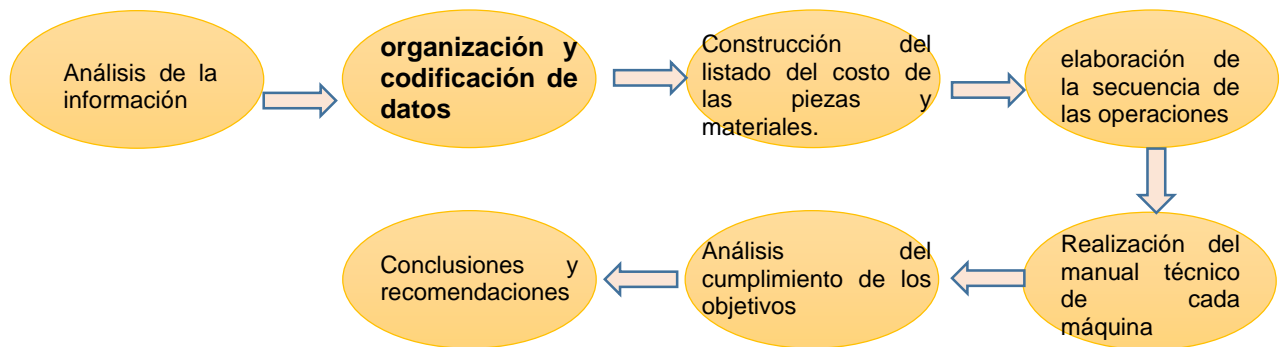 Análisis de la
información
organización y
codificación de
datos
Construcción del
listado del costo de
las piezas y
materiales.
elaboración de
la secuencia de
las operaciones
Realización del
manual técnico
de cada
máquina
Análisis del
cumplimiento de los
objetivos
Conclusiones y
recomendaciones